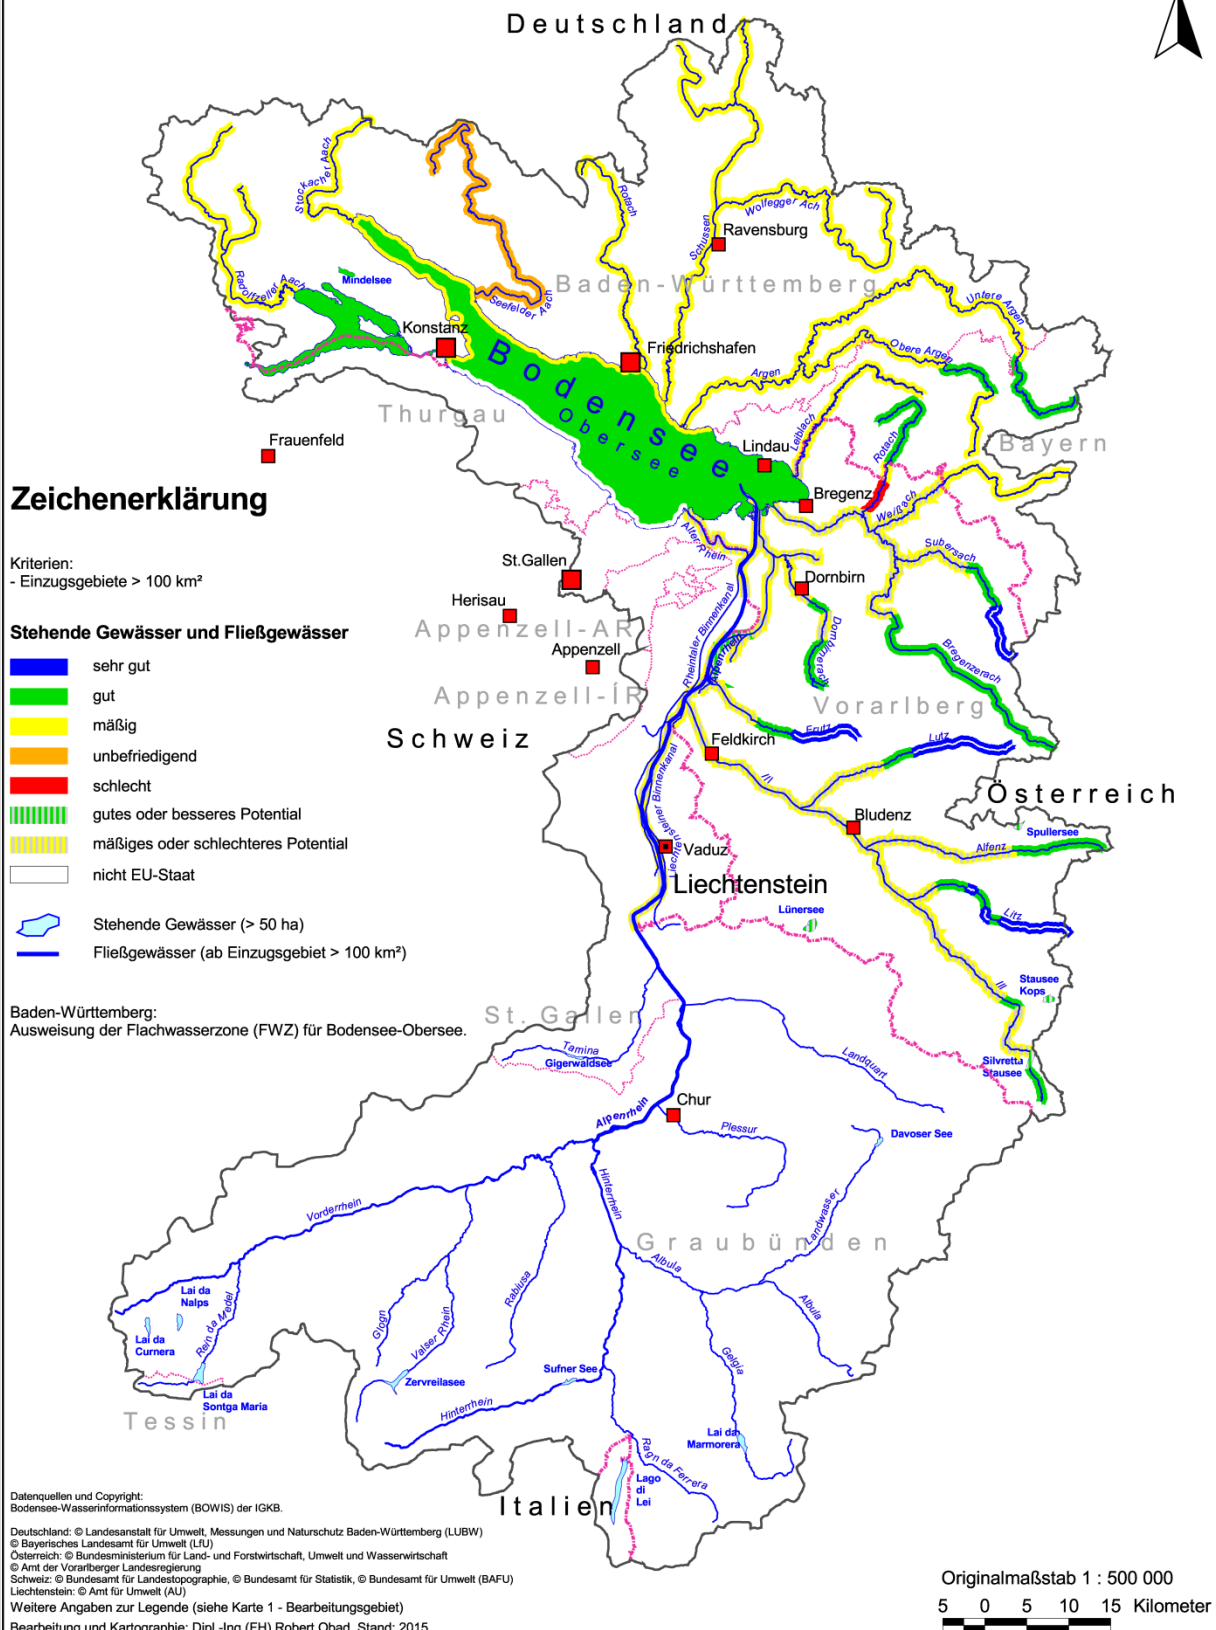 Deutschland
Stockacher Aach
Rotach
Wolfegger Ach
Schussen
Ravensburg
Radolfzeller Aach
Mindelsee
Seefelder Aach
Baden-Württemberg
Untere Argen
Konstanz
Friedrichshafen
Obere Argen
Argen
Bodensee
Obersee
Thurgau
Leiblach
Rotach
Bayern
Frauenfeld
Lindau
Bregenz
Weißach
Zeichenerklärung
Alter Rhein
Subersach
Kriterien:
- Einzugsgebiete > 100 km²
St.Gallen
Dornbirn
Herisau
Rheintaler Binnenkanal
Dornbirnerach
Bregenzerach
Appenzell-AR
Appenzell
Alpenrhein
Appenzell-IR
Vorarlberg
Stehende Gewässer und Fließgewässer
sehr gut
gut
mäßig
unbefriedigend
schlecht
gutes oder besseres Potential
mäßiges oder schlechteres Potential
nicht EU-Staat
Stehende Gewässer (> 50 ha)
Fließgewässer (ab Einzugsgebiet > 100 km²)
Schweiz
Frutz
Lutz
Feldkirch
Ill
Liechtensteiner Binnenkanal
Österreich
Bludenz
Spullersee
Alfenz
Vaduz
Liechtenstein
Lünersee
Litz
Ill
Stausee
Kops
Baden-Württemberg:
Ausweisung der Flachwasserzone (FWZ) für Bodensee-Obersee.
St. Gallen
Tamina
Gigerwaldsee
Landquart
Silvretta
Stausee
Chur
Alpenrhein
Plessur
Davoser See
Vorderrhein
Hinterrhein
Landwasser
Graubünden
Albula
Albula
Rabiusa
Lai da
Nalps
Rein da Medel
Glogn
Valser Rhein
Gelgia
Lai da
Curnera
Sufner See
Zervreilasee
Lai da
Sontga Maria
Hinterrhein
Tessin
Lai da
Marmorera
Ragn da Ferrera
Lago
di
Lei
Italien
Datenquellen und Copyright:
Bodensee-Wasserinformationssystem (BOWIS) der IGKB.
Deutschland: © Landesanstalt für Umwelt, Messungen und Naturschutz Baden-Württemberg (LUBW)
© Bayerisches Landesamt für Umwelt (LfU)
Österreich: © Bundesministerium für Land- und Forstwirtschaft, Umwelt und Wasserwirtschaft
© Amt der Vorarlberger Landesregierung
Schweiz: © Bundesamt für Landestopographie, © Bundesamt für Statistik, © Bundesamt für Umwelt (BAFU)
Liechtenstein: © Amt für Umwelt (AU)
Weitere Angaben zur Legende (siehe Karte 1 - Bearbeitungsgebiet)
Bearbeitung und Kartographie: Dipl.-Ing (FH) Robert Obad, Stand: 2015
Originalmaßstab 1 : 500 000
5 0 5 10 15 Kilometer